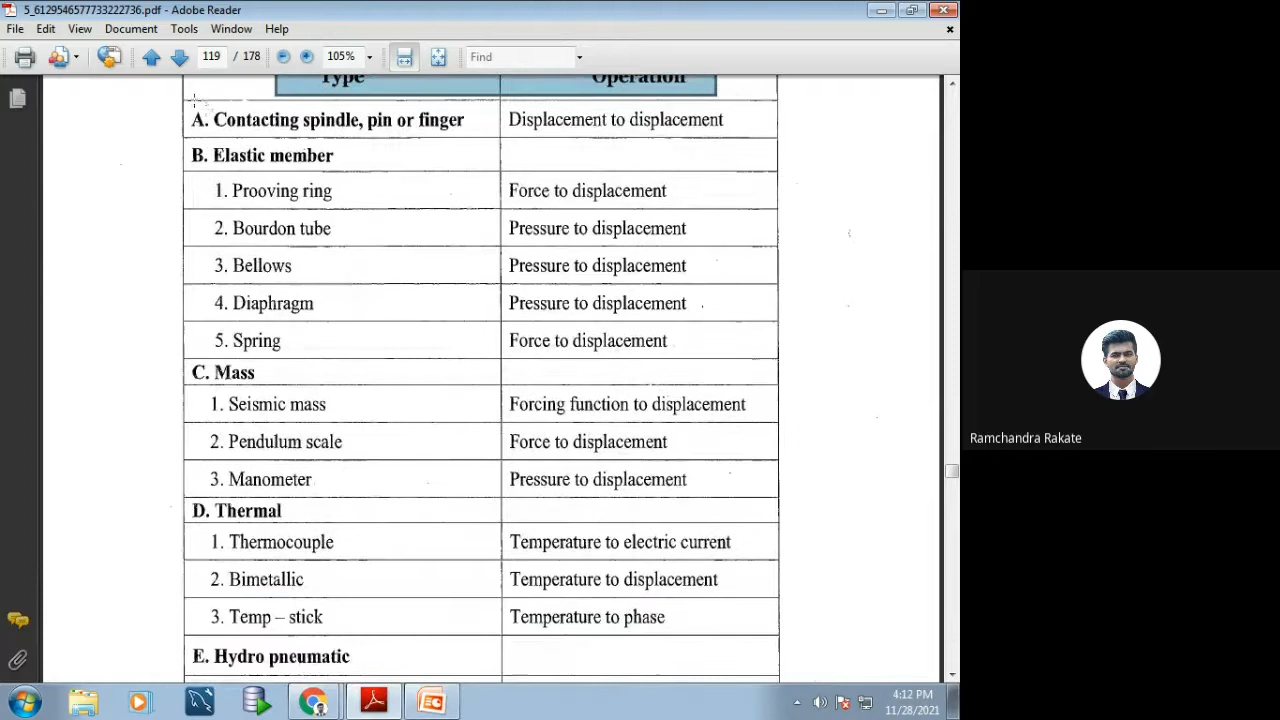 5_6129546577733222736.pdf - Adobe Reader
File Edit View Document Tools Window Help
119 / 178 105% Find
Type Operation
A. Contacting spindle, pin or finger Displacement to displacement
B. Elastic member
1. Prooving ring Force to displacement
2. Bourdon tube Pressure to displacement
3. Bellows Pressure to displacement
4. Diaphragm Pressure to displacement
5. Spring Force to displacement
C. Mass
1. Seismic mass Forcing function to displacement
2. Pendulum scale Force to displacement
3. Manometer Pressure to displacement
D. Thermal
1. Thermocouple Temperature to electric current
2. Bimetallic Temperature to displacement
3. Temp – stick Temperature to phase
E. Hydro pneumatic
Ramchandra Rakate
4:12 PM
11/28/2021